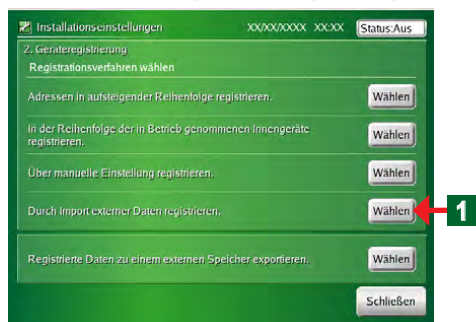 Installationseinstellungen XX/XX/XXXX XX:XX Status:Aus
2. Geräteregistrierung
Registrationsverfahren wählen
Adressen in aufsteigender Reihenfolge registrieren. Wählen
In der Reihenfolge der in Betrieb genommenen Innengeräte
registrieren. Wählen
Über manuelle Einstellung registrieren. Wählen
Durch Import externer Daten registrieren. Wählen 1
Registrierte Daten zu einem externen Speicher exportieren. Wählen
Schließen